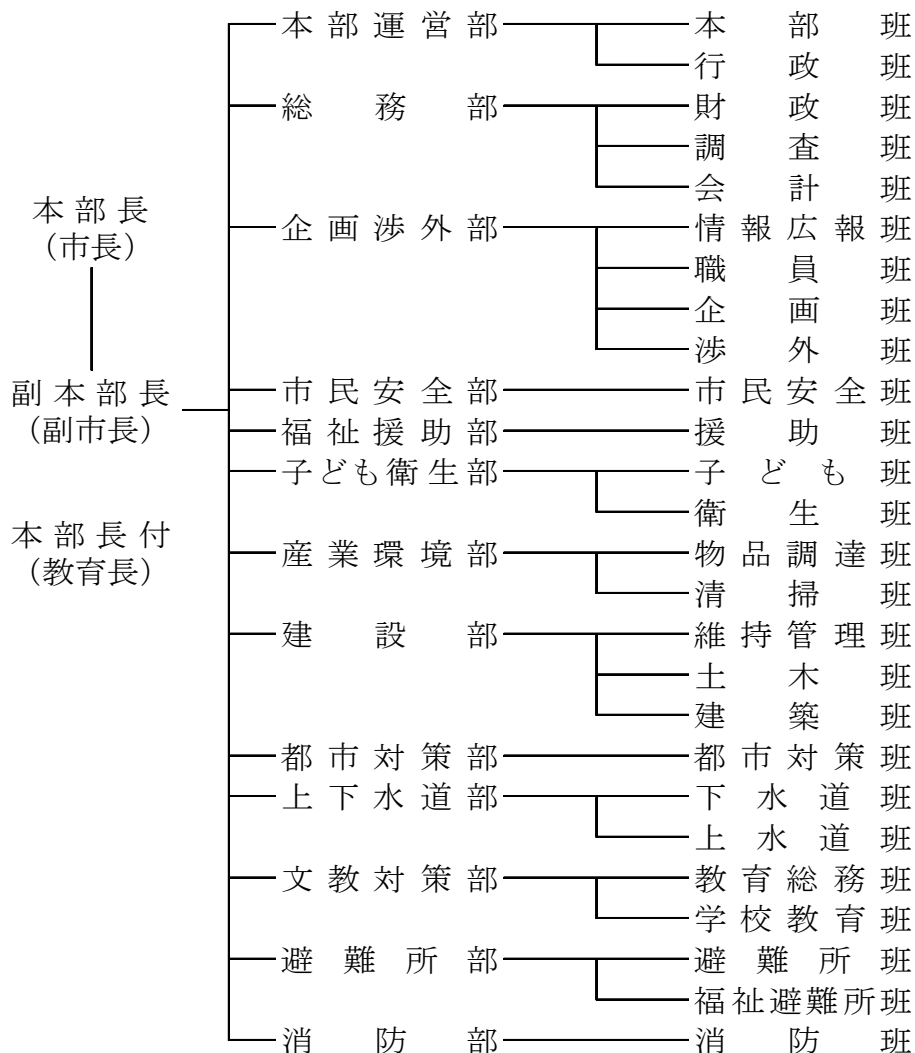 本部長
(市長)
副本部長
(副市長)
本部長付
(教育長)
本部運営部 本部班
行政班
総務部 財政班
調査班
会計班
企画渉外部 情報広報班
職員班
企画班
渉外班
市民安全部 市民安全班
福祉援助部 援助班
子ども衛生部 子ども班
衛生班
産業環境部 物品調達班
清掃班
建設部 維持管理班
土木班
建築班
都市対策部 都市対策班
上下水道部 下水道班
上水道班
文教対策部 教育総務班
学校教育班
避難所部 避難所班
福祉避難所班
消防部 消防班